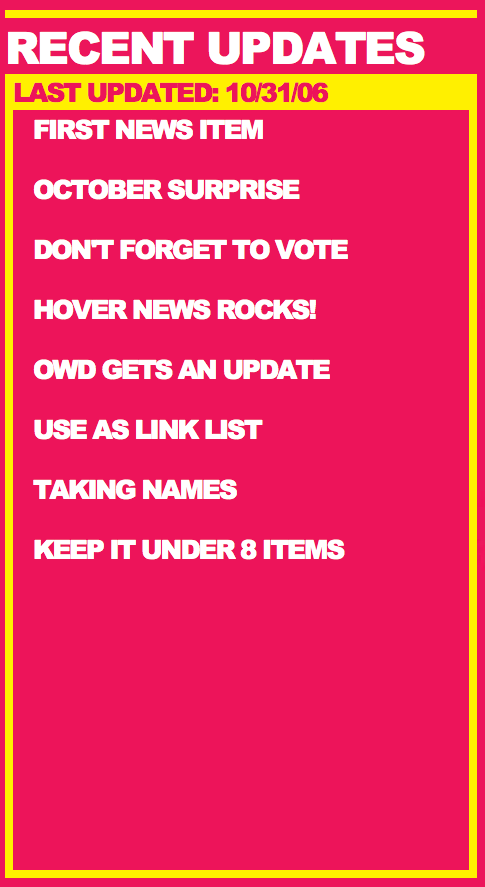 RECENT UPDATES
LAST UPDATED: 10/31/06
FIRST NEWS ITEM
OCTOBER SURPRISE
DON'T FORGET TO VOTE
HOVER NEWS ROCKS!
OWD GETS AN UPDATE
USE AS LINK LIST
TAKING NAMES
KEEP IT UNDER 8 ITEMS